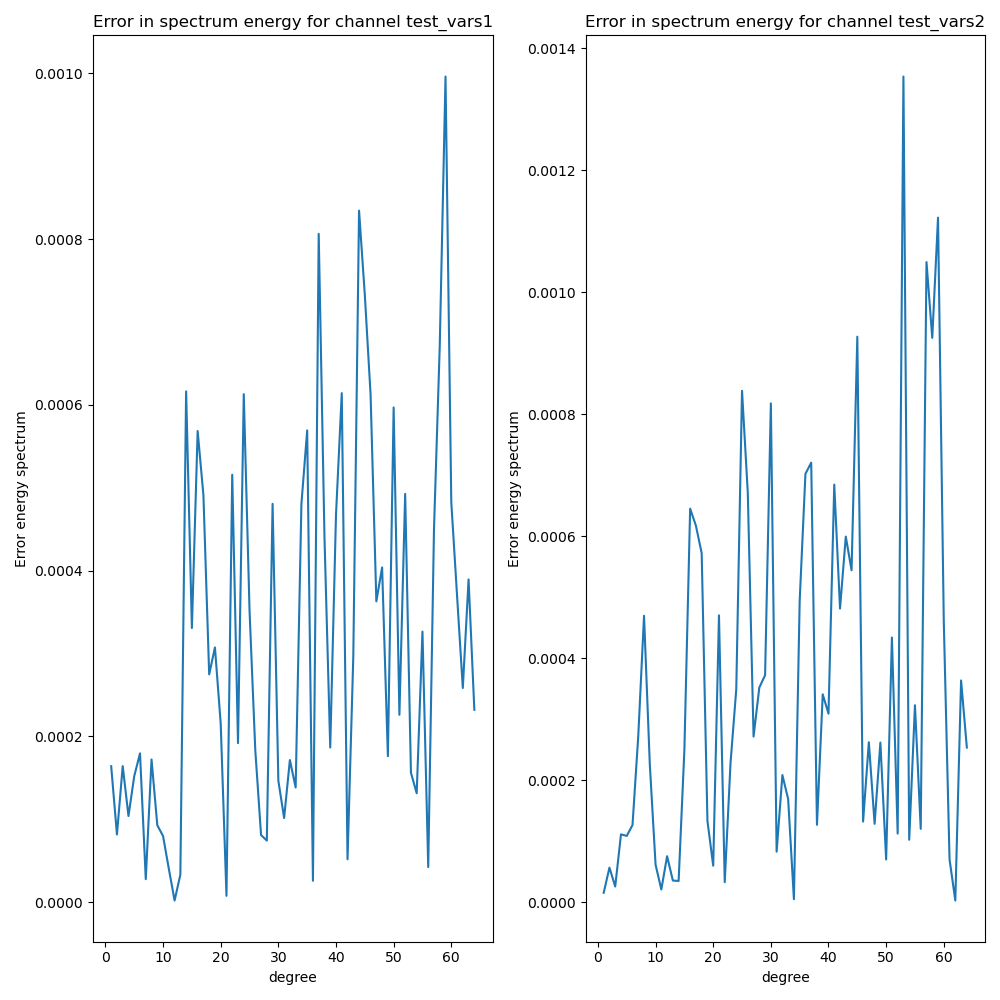 Error in spectrum energy for channel test_vars1
Error energy spectrum
0.0010
0.0008
0.0006
0.0004
0.0002
0.0000
0 10 20 30 40 50 60
degree
Error in spectrum energy for channel test_vars2
Error energy spectrum
0.0014
0.0012
0.0010
0.0008
0.0006
0.0004
0.0002
0.0000
0 10 20 30 40 50 60
degree